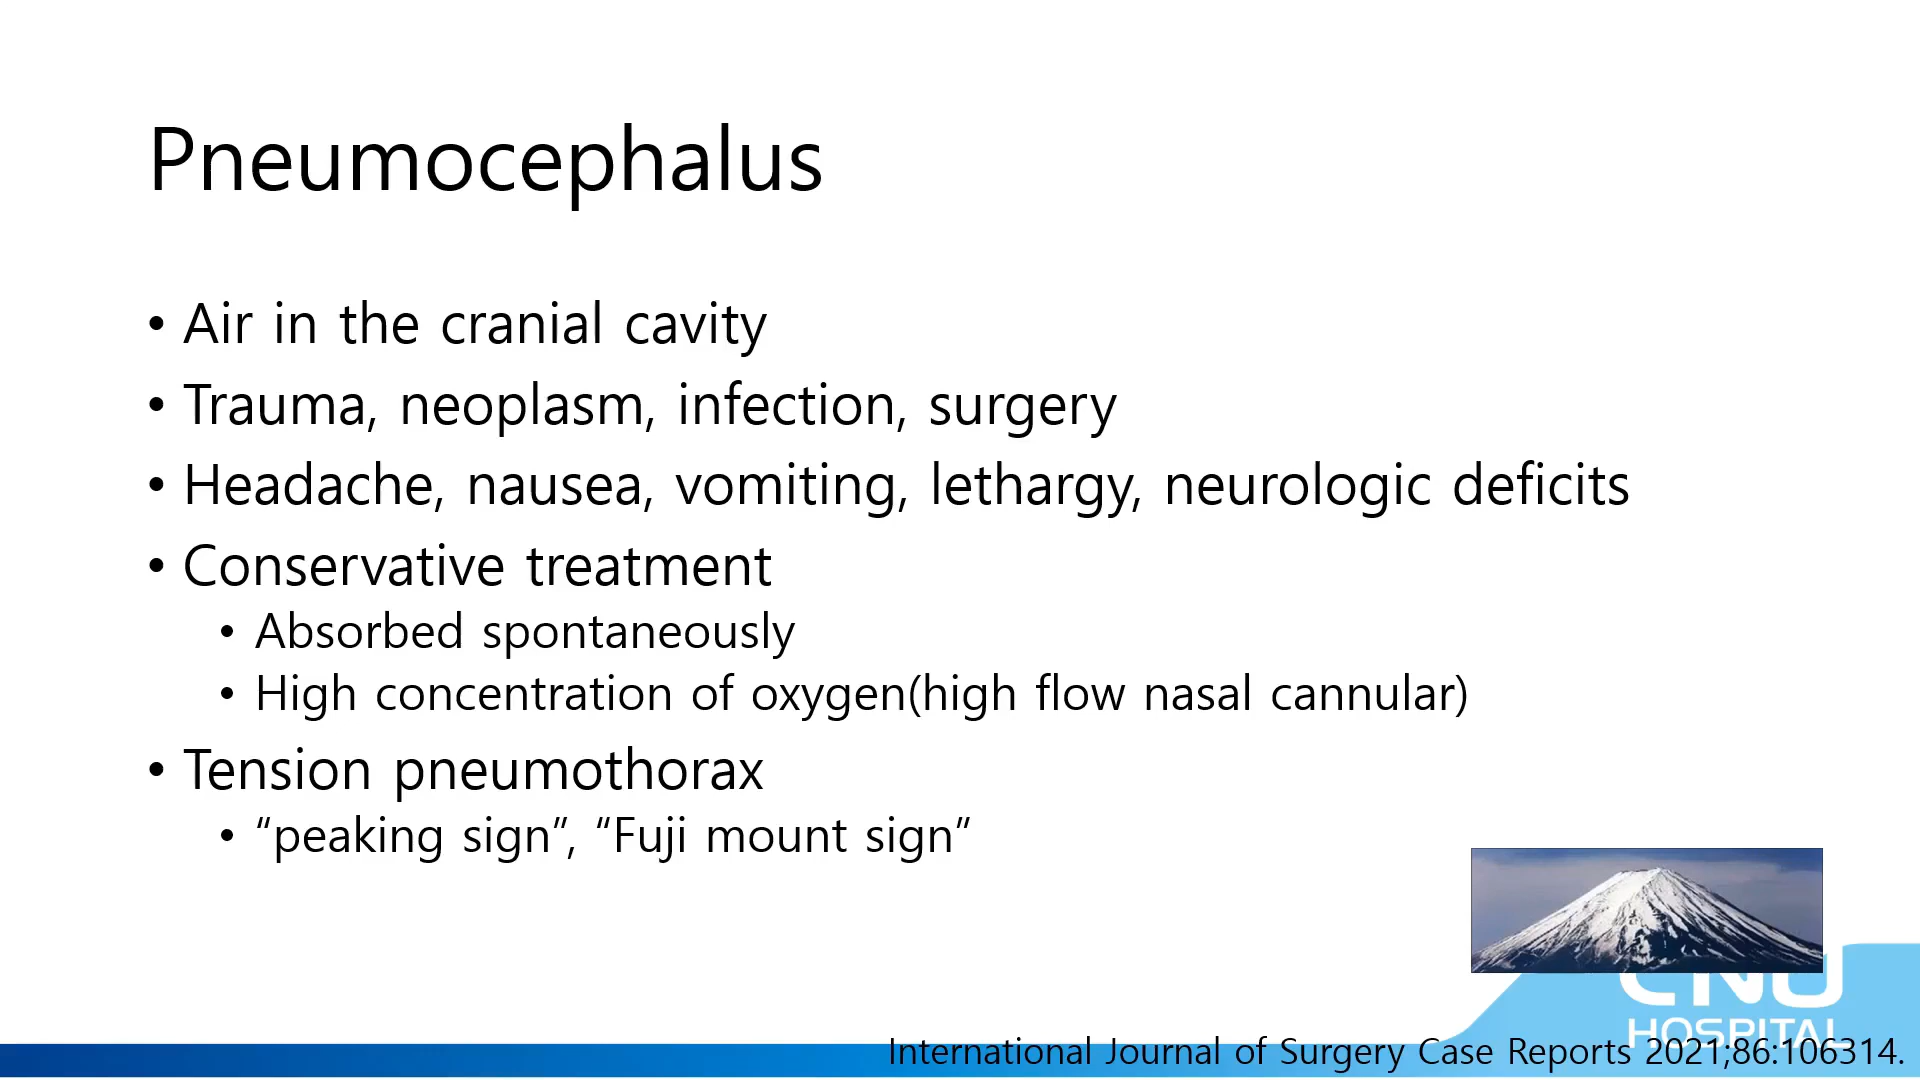 Pneumocephalus
• Air in the cranial cavity
• Trauma, neoplasm, infection, surgery
• Headache, nausea, vomiting, lethargy, neurologic deficits
• Conservative treatment
• Absorbed spontaneously
• High concentration of oxygen(high flow nasal cannular)
• Tension pneumothorax
• “peaking sign”, “Fuji mount sign”
CNU
HOSPITAL
International Journal of Surgery Case Reports 2021;86:106314.